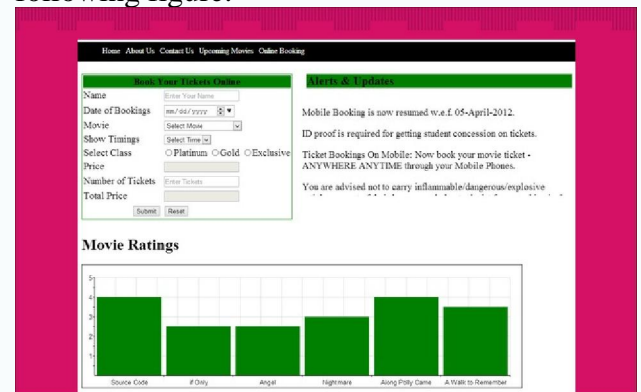 following figure.
Home About Us Contact Us Upcoming Movies Online Booking
Book Your Tickets Online
Name Enter Your Name
Date of Bookings mm/dd/yyyy
Movie Select Movie
Show Timings Select Time
Select Class Platinum Gold Exclusive
Price
Number of Tickets Enter Tickets
Total Price
Submit Reset
Alerts & Updates
Mobile Booking is now resumed w.e.f. 05-April-2012.
ID proof is required for getting student concession on tickets.
Ticket Bookings On Mobile: Now book your movie ticket -
ANYWHERE ANYTIME through your Mobile Phones.
You are advised not to carry inflammable/dangerous/explosive
Movie Ratings
5
4
3
2
1
Source Code If Only Angel Nightmare Along Polly Came A Walk to Remember